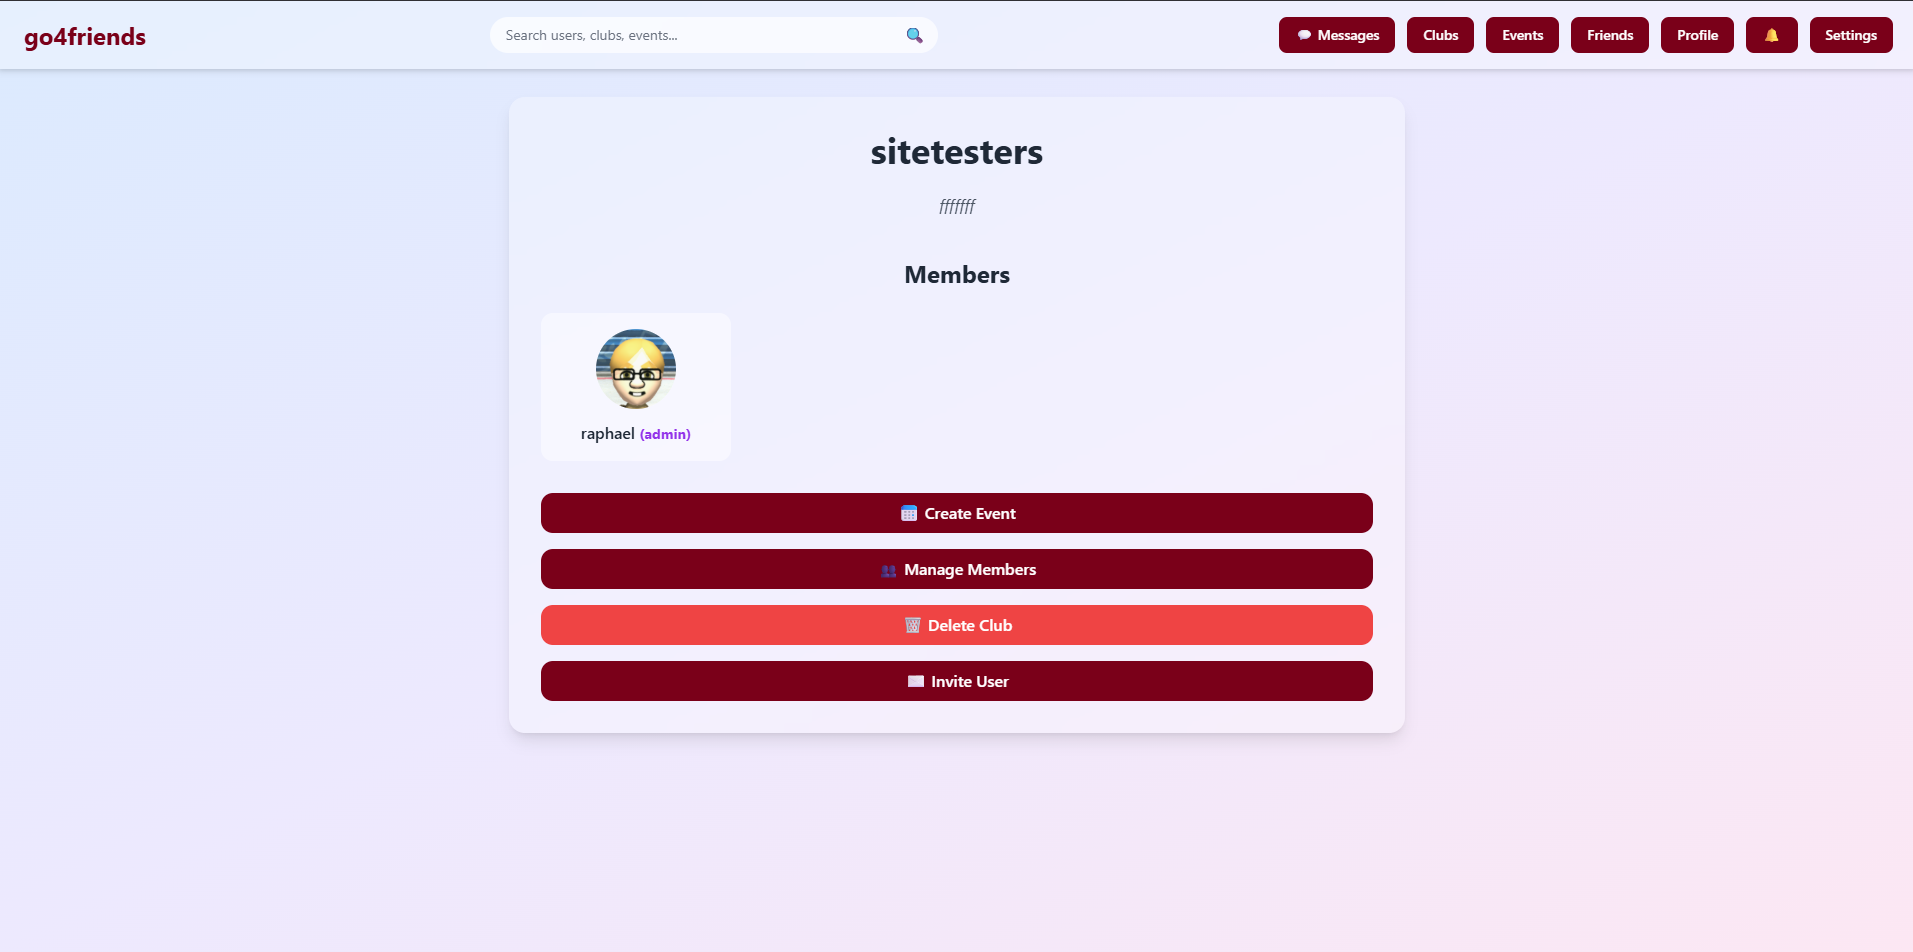 go4friends
Search users, clubs, events...
Messages
Clubs
Events
Friends
Profile
Settings
sitetesters
fffffff
Members
raphael (admin)
Create Event
Manage Members
Delete Club
Invite User